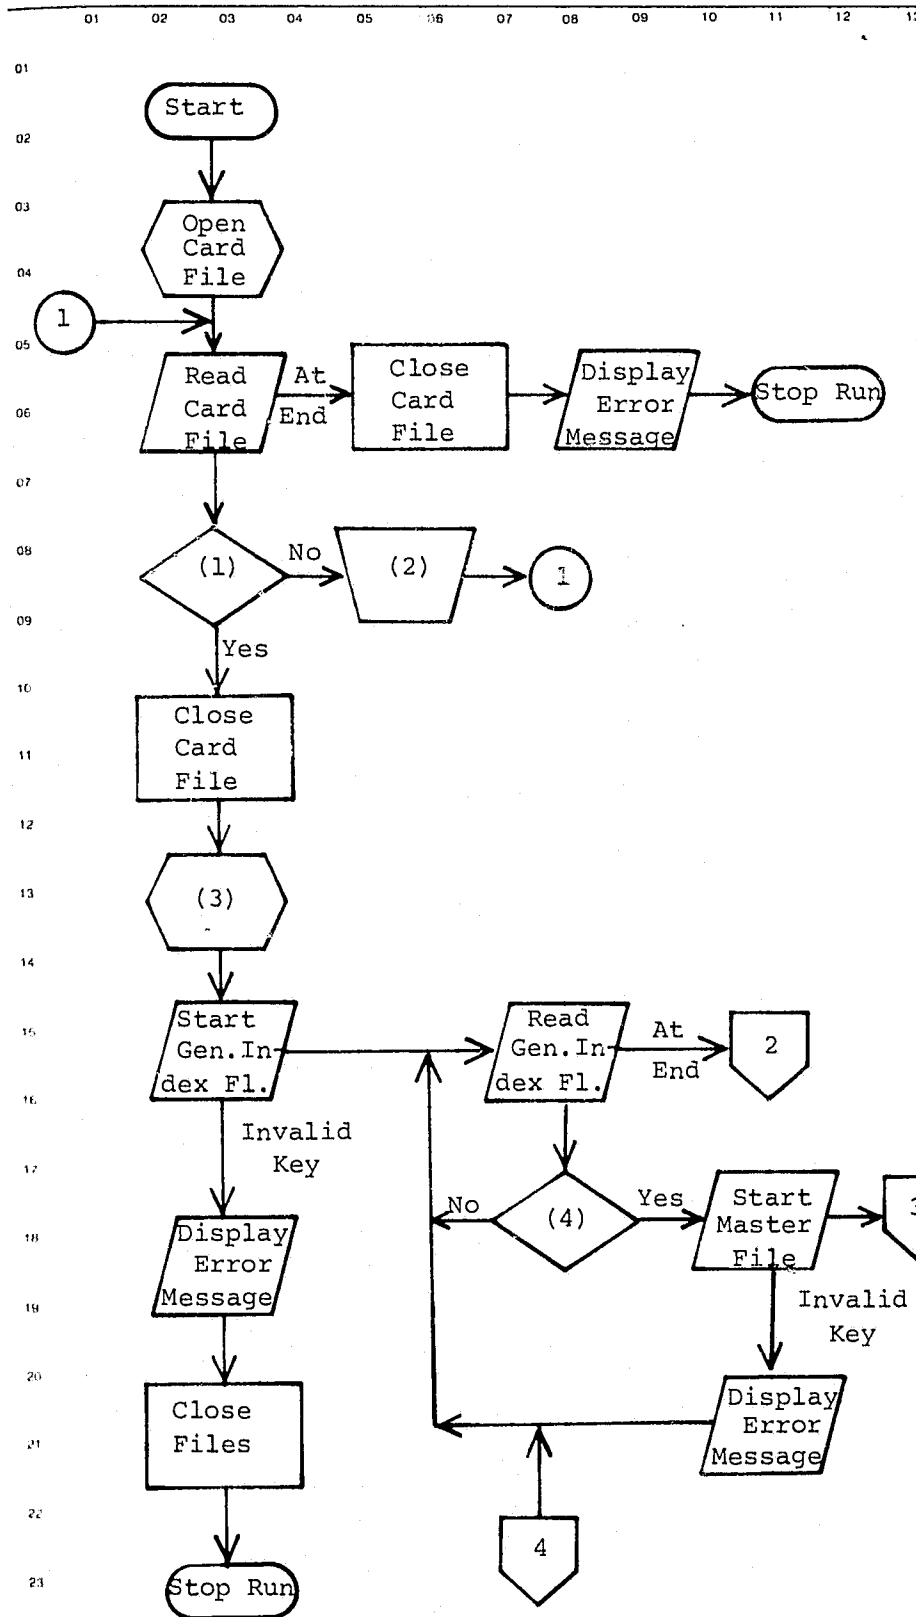 01 02 03 04 05 06 07 08 09 10 11 12
01
Start
02
03
Open
Card
File
04
1
05
Read
Card
File
At
End
Close
Card
File
Display
Error
Message
Stop Run
06
07
08
(1)
No
(2)
1
09
Yes
10
Close
Card
File
11
12
13
(3)
14
15
Start
Gen.In
dex Fl.
Read
Gen.In
dex Fl.
At
End
2
16
Invalid
Key
17
No
(4)
Yes
Start
Master
File
3
18
Display
Error
Message
19
Invalid
Key
20
Close
Files
Display
Error
Message
21
22
4
23
Stop Run